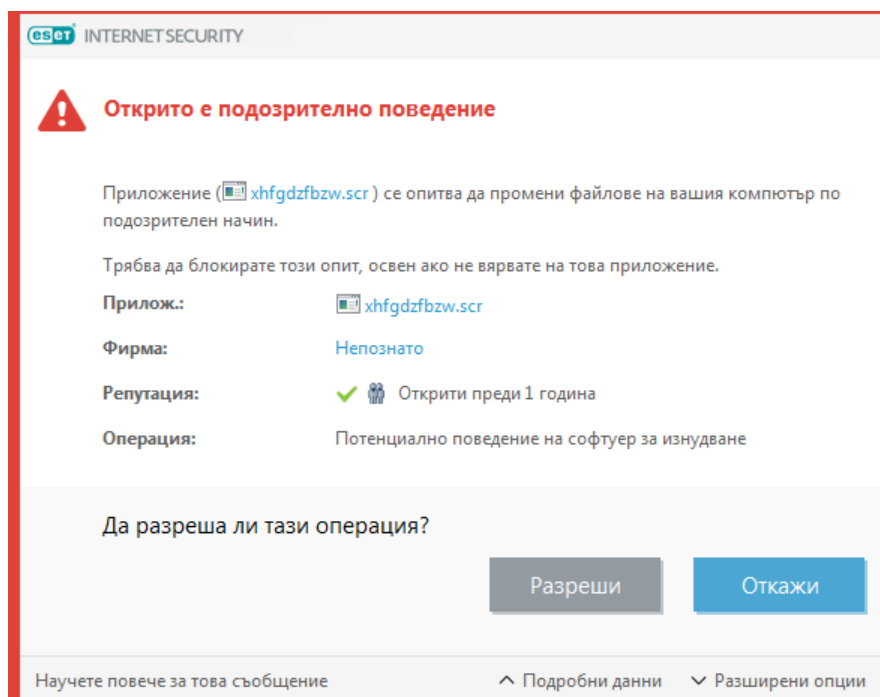 eset INTERNET SECURITY
Открито е подозрително поведение
Приложение ( xhfgdzfbzw.scr ) се опитва да промени файлове на вашия компютър по
подозрителен начин.
Трябва да блокирате този опит, освен ако не вярвате на това приложение.
Прилож.: xhfgdzfbzw.scr
Фирма: Непознато
Репутация: Открити преди 1 година
Операция: Потенциално поведение на софтуер за изнудване
Да разреша ли тази операция?
Разреши Откажи
Научете повече за това съобщение Подробни данни Разширени опции